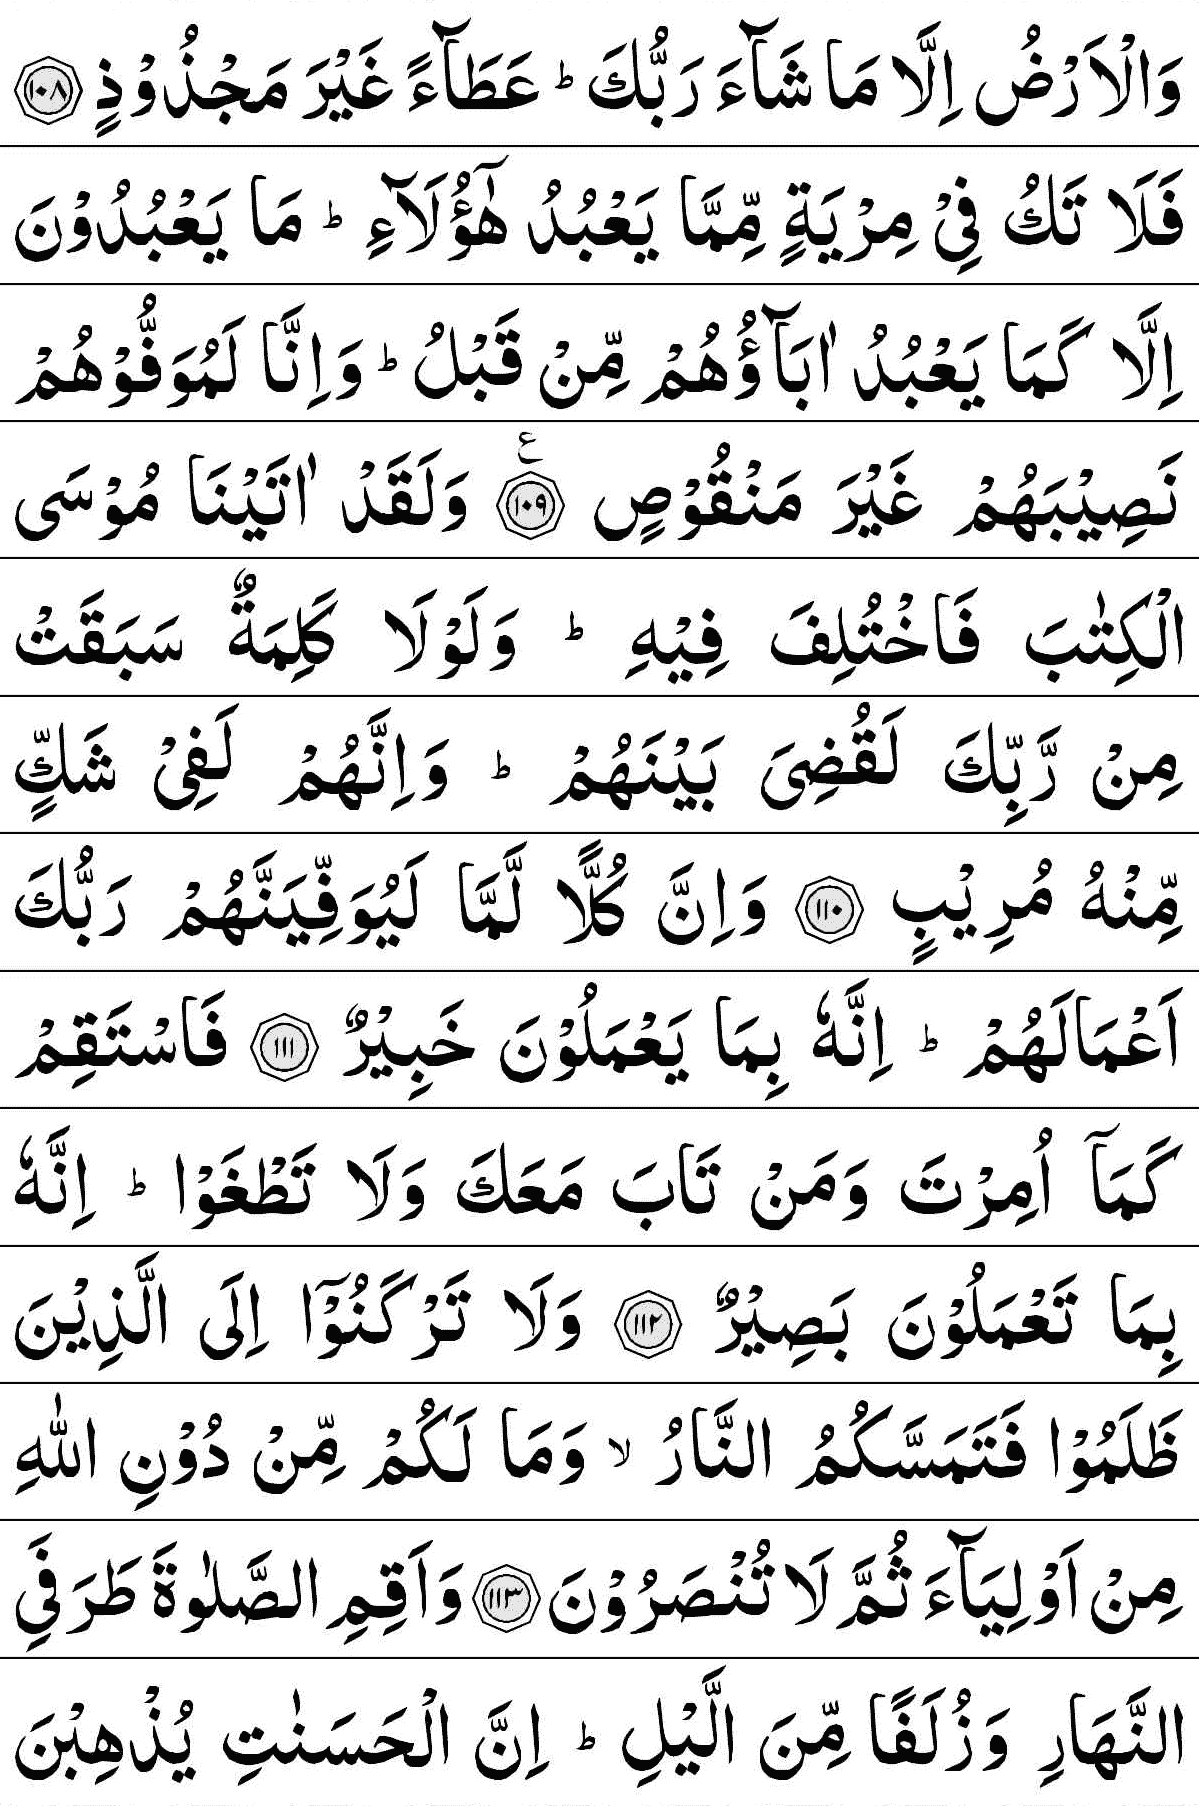 وَالْاَرْضُ اِلَّا مَا شَآءَ رَبُّكَ ؕ عَطَآءً غَيْرَ مَجْذُوْذٍ ۝۱۰۸
فَلَا تَكُ فِيْ مِرْيَةٍ مِّمَّا يَعْبُدُ هٰۤؤُلَآءِ ؕ مَا يَعْبُدُوْنَ
اِلَّا كَمَا يَعْبُدُ اٰبَآؤُهُمْ مِّنْ قَبْلُ ؕ وَاِنَّا لَمُوَفُّوْهُمْ
نَصِيْبَهُمْ غَيْرَ مَنْقُوْصٍ ۝۱۰۹ ع وَلَقَدْ اٰتَيْنَا مُوْسَى
الْكِتٰبَ فَاخْتُلِفَ فِيْهِ ؕ وَلَوْلَا كَلِمَةٌ سَبَقَتْ
مِنْ رَّبِّكَ لَقُضِيَ بَيْنَهُمْ ؕ وَاِنَّهُمْ لَفِيْ شَكٍّ
مِّنْهُ مُرِيْبٍ ۝۱۱۰ وَاِنَّ كُلًّا لَّمَّا لَيُوَفِّيَنَّهُمْ رَبُّكَ
اَعْمَالَهُمْ ؕ اِنَّهٗ بِمَا يَعْمَلُوْنَ خَبِيْرٌ ۝۱۱۱ فَاسْتَقِمْ
كَمَآ اُمِرْتَ وَمَنْ تَابَ مَعَكَ وَلَا تَطْغَوْا ؕ اِنَّهٗ
بِمَا تَعْمَلُوْنَ بَصِيْرٌ ۝۱۱۲ وَلَا تَرْكَنُوْۤا اِلَى الَّذِيْنَ
ظَلَمُوْا فَتَمَسَّكُمُ النَّارُ ۙ وَمَا لَكُمْ مِّنْ دُوْنِ اللّٰهِ
مِنْ اَوْلِيَآءَ ثُمَّ لَا تُنْصَرُوْنَ ۝۱۱۳ وَاَقِمِ الصَّلٰوةَ طَرَفَيِ
النَّهَارِ وَزُلَفًا مِّنَ الَّيْلِ ؕ اِنَّ الْحَسَنٰتِ يُذْهِبْنَ